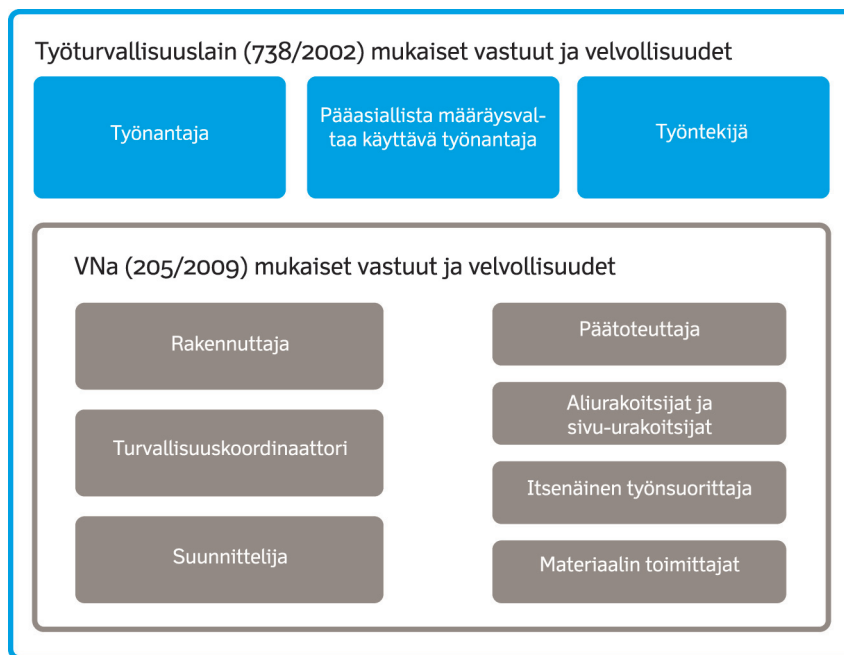 Työturvallisuuslain (738/2002) mukaiset vastuut ja velvollisuudet
Työnantaja
Pääasiallista määräysval-
taa käyttävä työnantaja
Työntekijä
VNa (205/2009) mukaiset vastuut ja velvollisuudet
Rakennuttaja
Turvallisuuskoordinaattori
Suunnittelija
Päätoteuttaja
Aliurakoitsijat ja
sivu-urakoitsijat
Itsenäinen työnsuorittaja
Materiaalin toimittajat